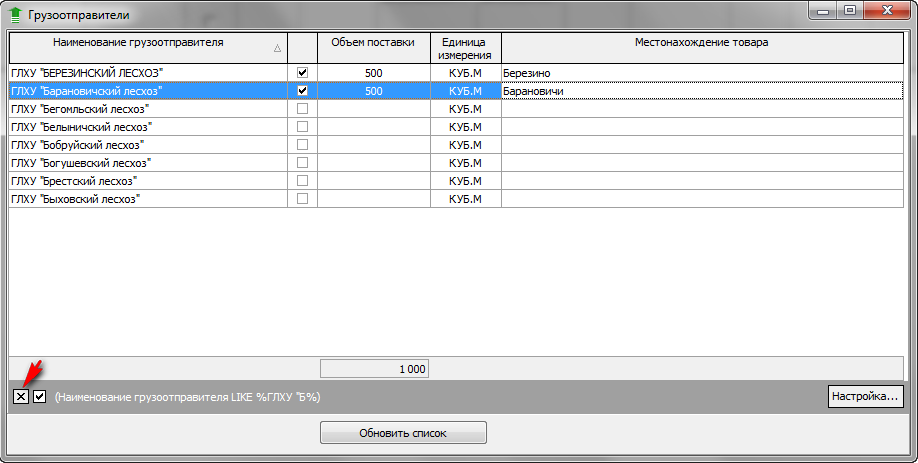 Грузоотправители
Наименование грузоотправителя Объем поставки Единица измерения Местонахождение товара
ГЛХУ "БЕРЕЗИНСКИЙ ЛЕСХОЗ" 500 КУБ.М Березино
ГЛХУ "Барановичский лесхоз" 500 КУБ.М Барановичи
ГЛХУ "Бегомльский лесхоз" КУБ.М
ГЛХУ "Белыничский лесхоз" КУБ.М
ГЛХУ "Бобруйский лесхоз" КУБ.М
ГЛХУ "Богушевский лесхоз" КУБ.М
ГЛХУ "Брестский лесхоз" КУБ.М
ГЛХУ "Быховский лесхоз" КУБ.М
1 000
(Наименование грузоотправителя LIKE %ГЛХУ "Б%) Настройка...
Обновить список